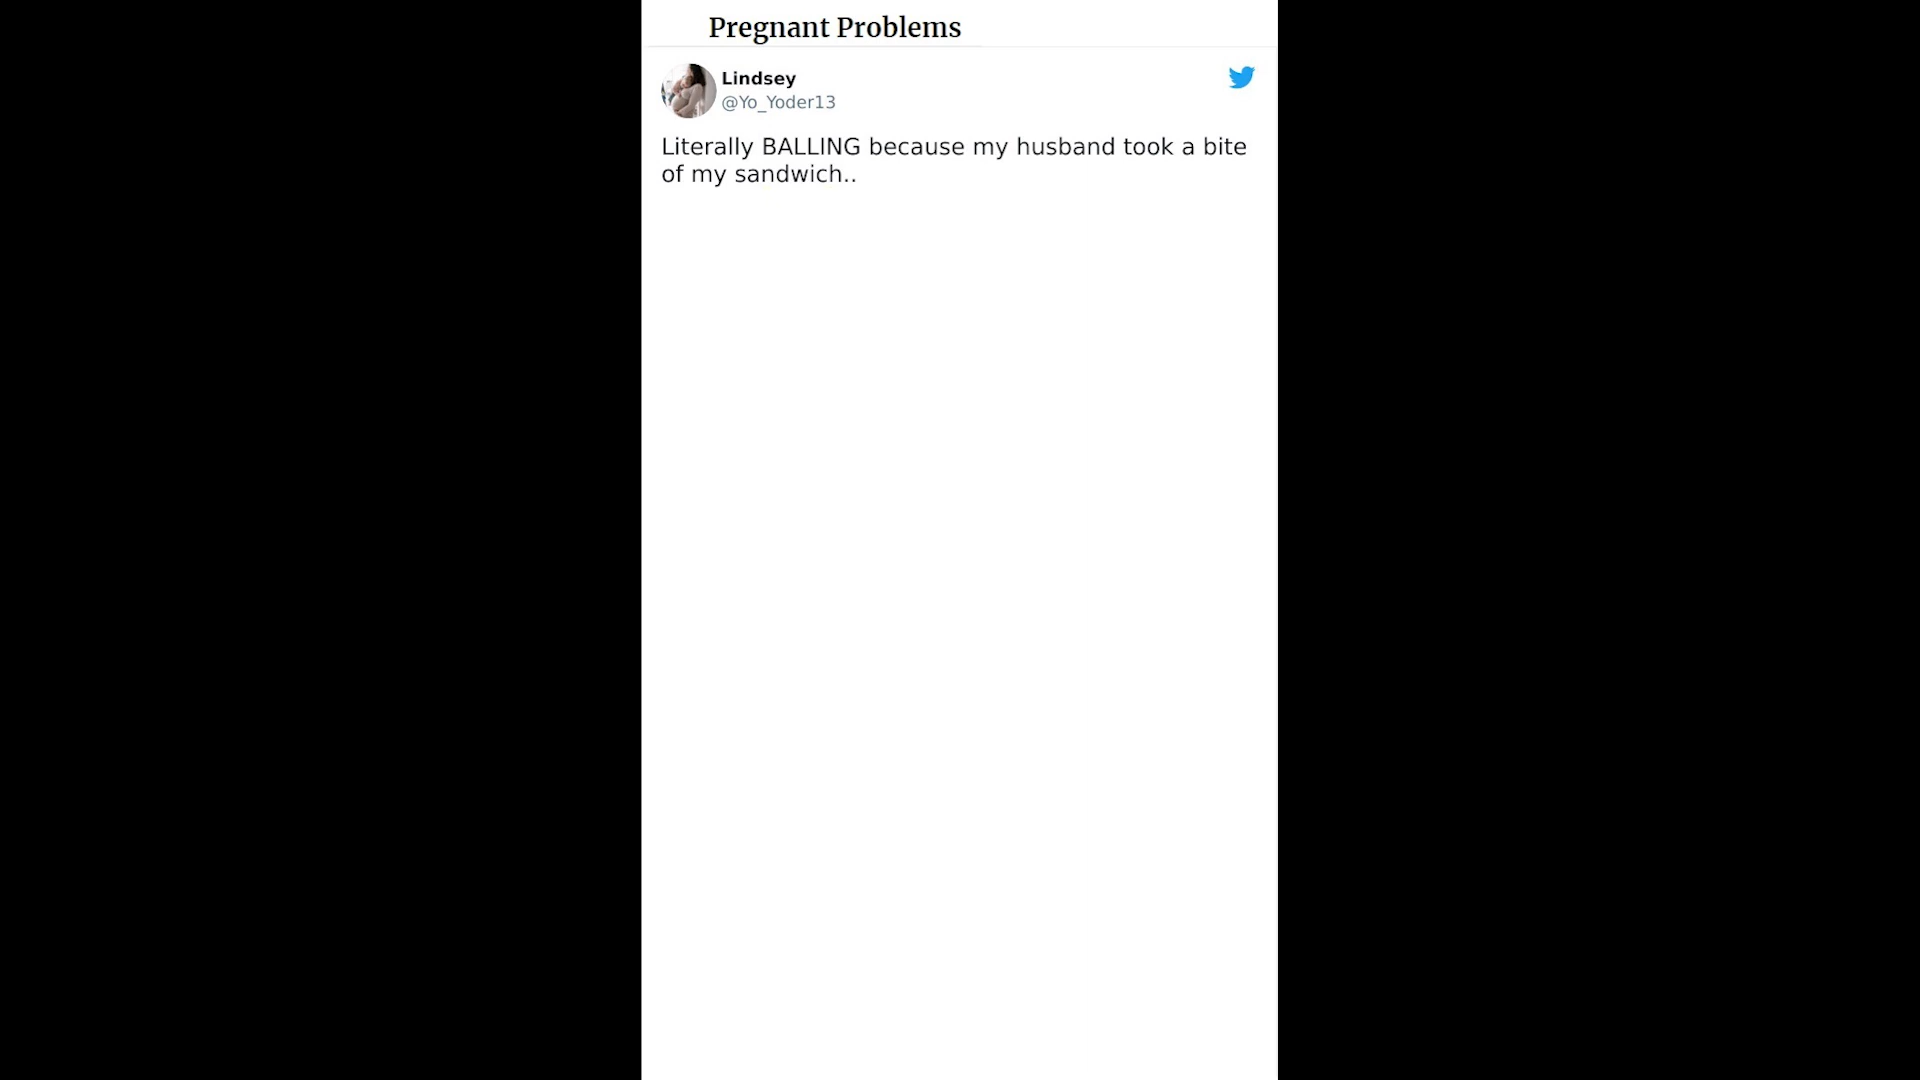 Pregnant Problems
Lindsey
@Yo_Yoder13
Literally BALLING because my husband took a bite
of my sandwich..